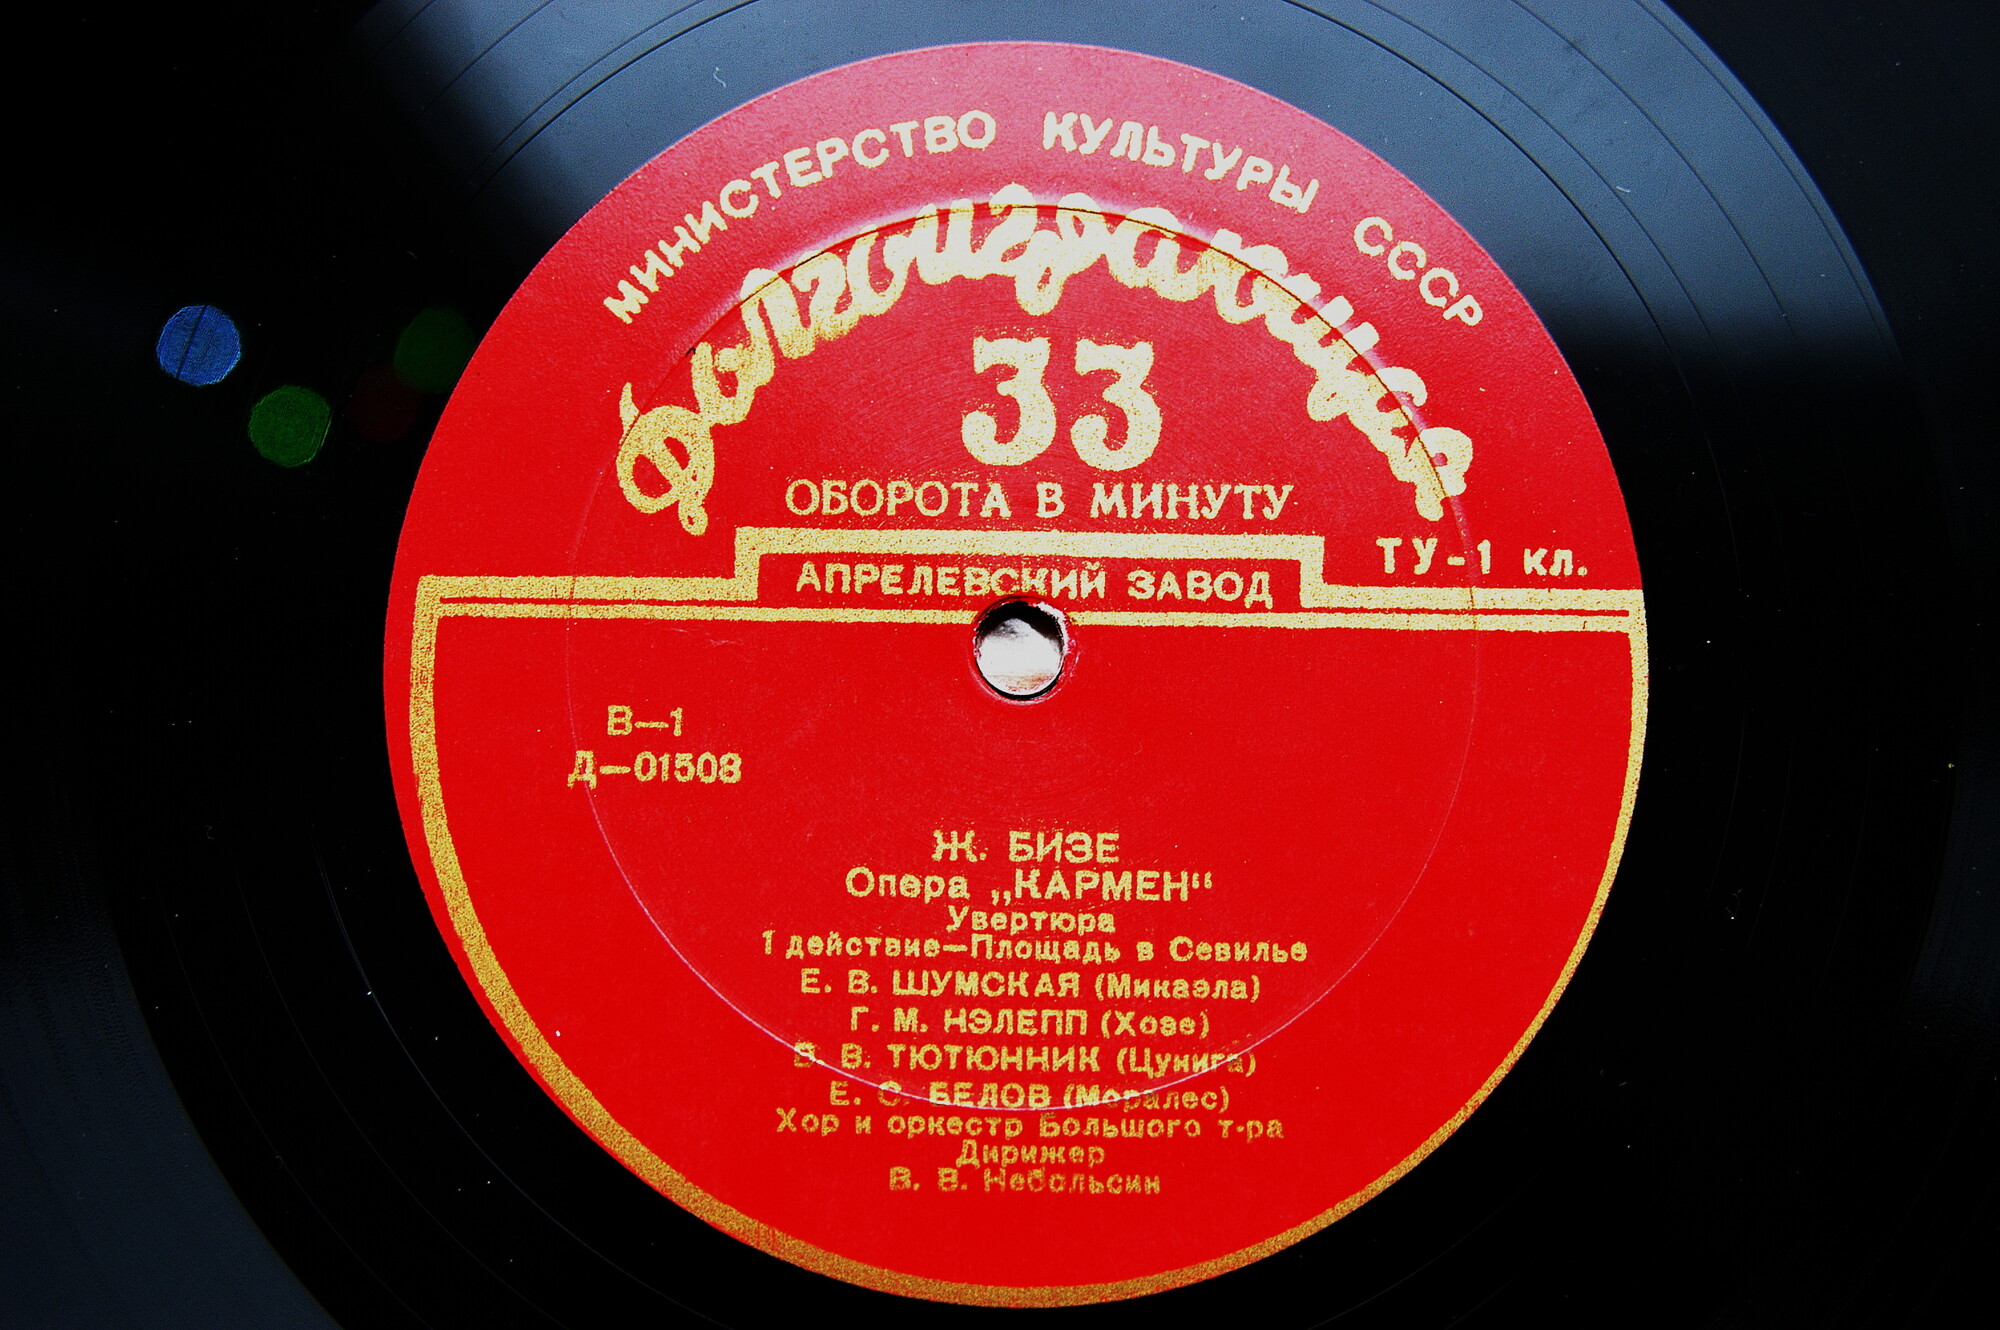 МИНИСТЕРСТВО КУЛЬТУРЫ СССР
Долгоиграющая
33
ОБОРОТА В МИНУТУ
ТУ-1 кл.
АПРЕЛЕВСКИЙ ЗАВОД
В—1
Д—01508
Ж. БИЗЕ
Опера „КАРМЕН“
Увертюра
1 действие—Площадь в Севилье
Е. В. ШУМСКАЯ (Микаэла)
Г. М. НЭЛЕПП (Хозе)
В. В. ТЮТЮННИК (Цунига)
Е. С. БЕЛОВ (Моралес)
Хор и оркестр Большого т-ра
Дирижер
В. В. Небольсин